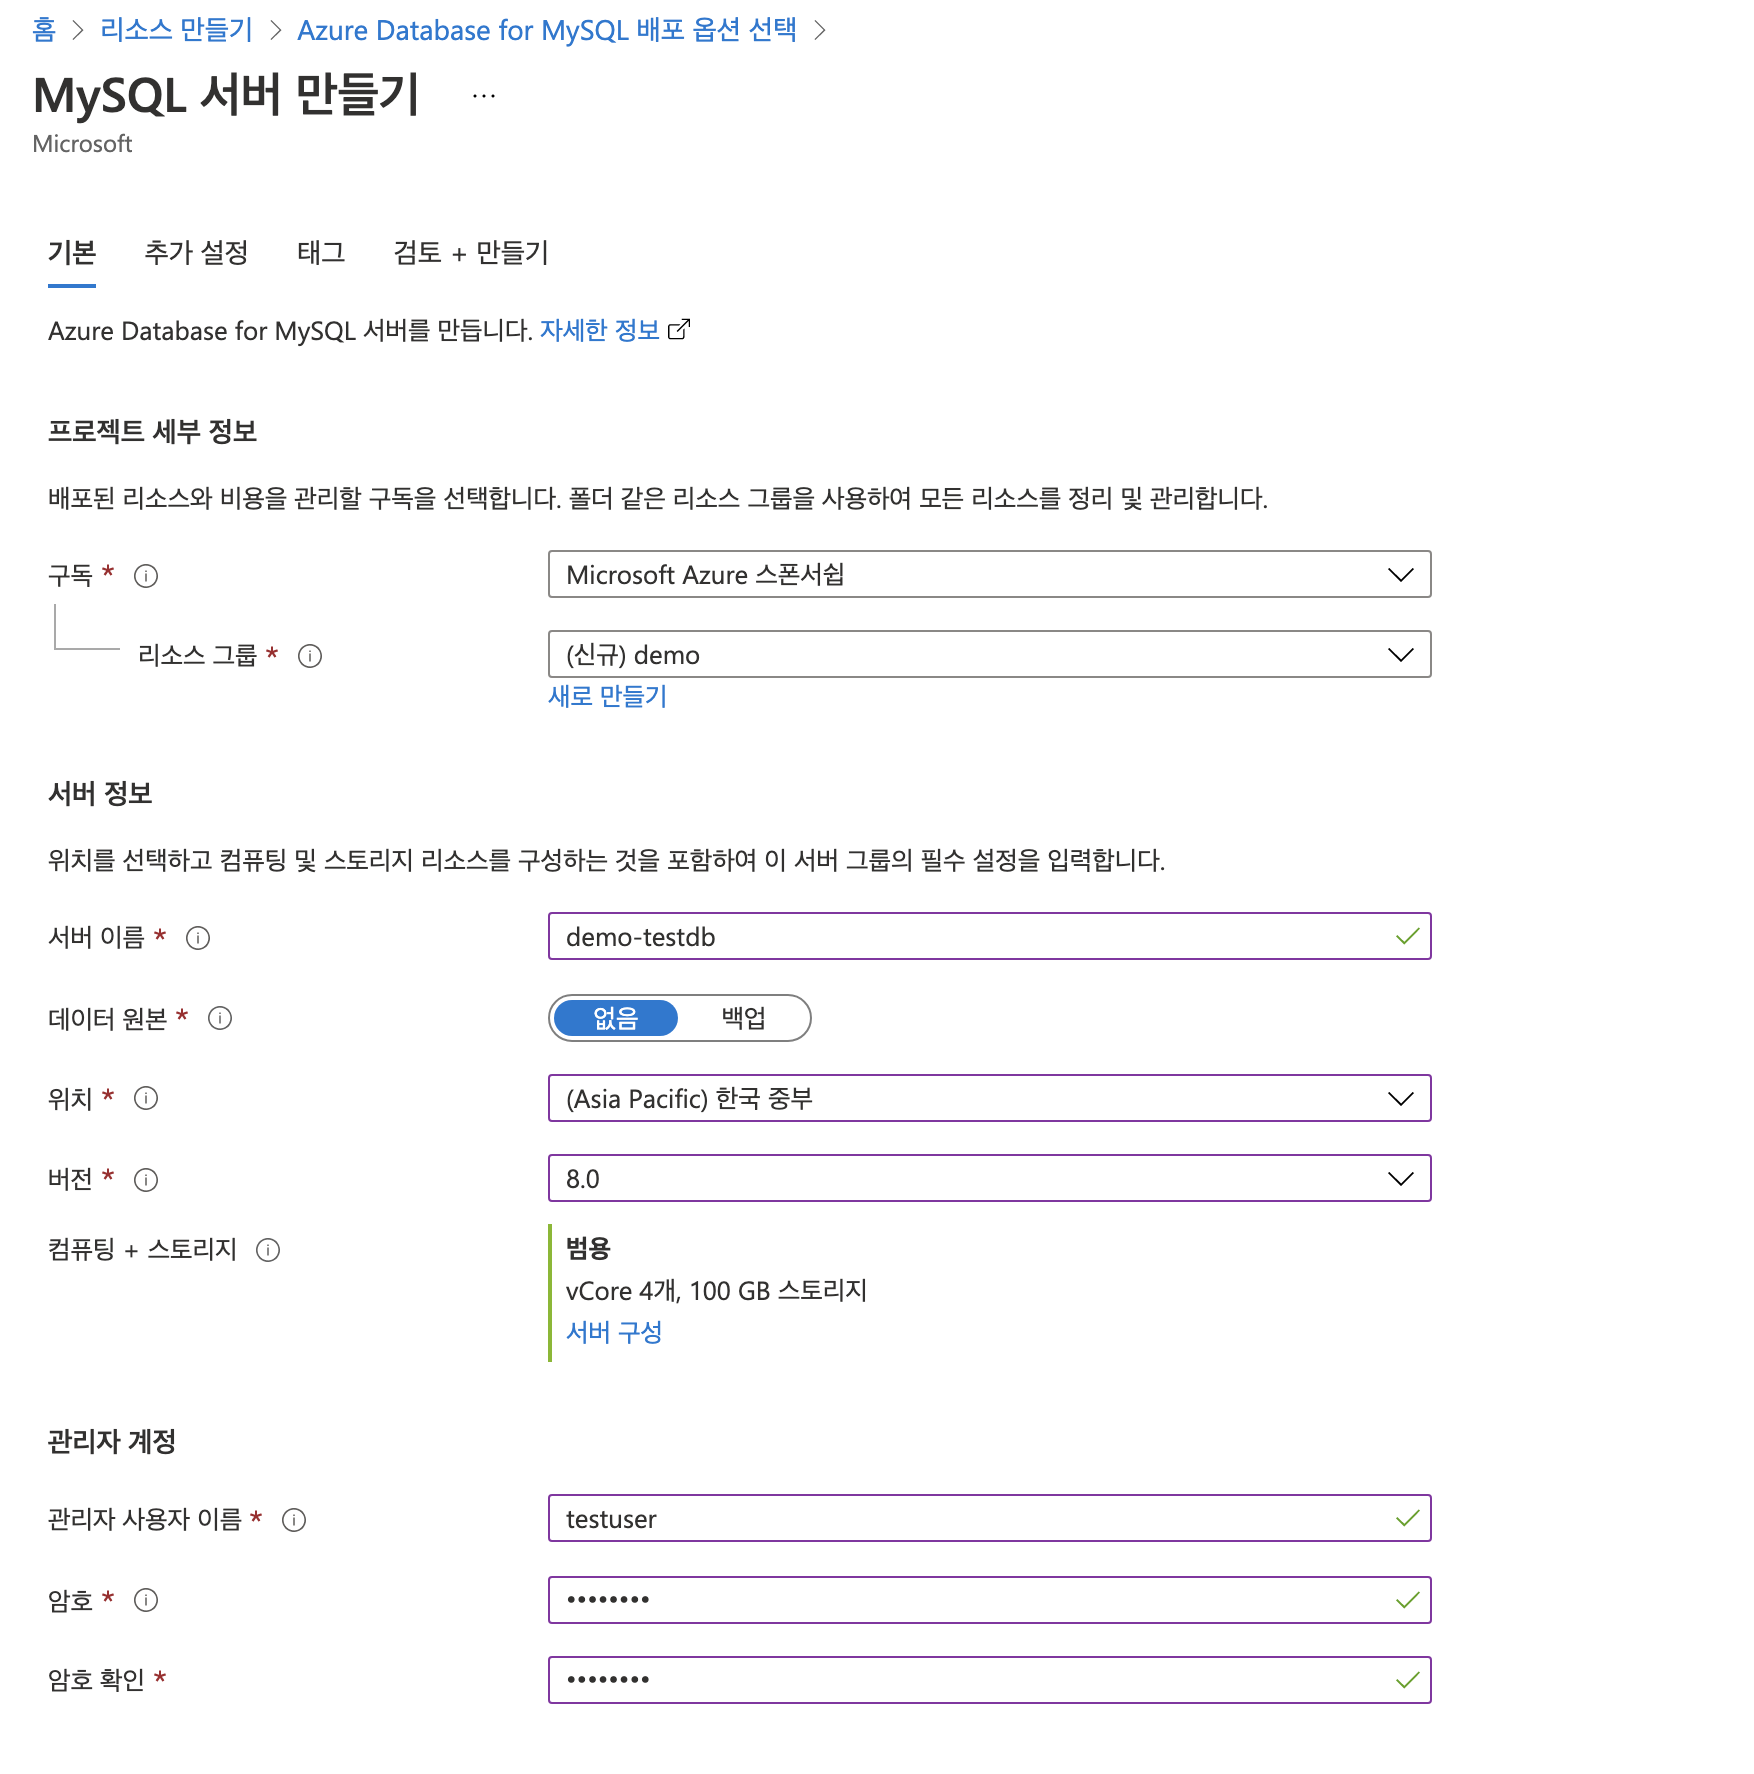 홈 > 리소스 만들기 > Azure Database for MySQL 배포 옵션 선택 >
MySQL 서버 만들기 ...
Microsoft
기본 추가 설정 태그 검토 + 만들기
Azure Database for MySQL 서버를 만듭니다. 자세한 정보
프로젝트 세부 정보
배포된 리소스와 비용을 관리할 구독을 선택합니다. 폴더 같은 리소스 그룹을 사용하여 모든 리소스를 정리 및 관리합니다.
구독 * Microsoft Azure 스폰서쉽
리소스 그룹 * (신규) demo
새로 만들기
서버 정보
위치를 선택하고 컴퓨팅 및 스토리지 리소스를 구성하는 것을 포함하여 이 서버 그룹의 필수 설정을 입력합니다.
서버 이름 * demo-testdb
데이터 원본 * 없음 백업
위치 * (Asia Pacific) 한국 중부
버전 * 8.0
컴퓨팅 + 스토리지 범용
vCore 4개, 100 GB 스토리지
서버 구성
관리자 계정
관리자 사용자 이름 * testuser
암호 * ••••••••
암호 확인 * ••••••••